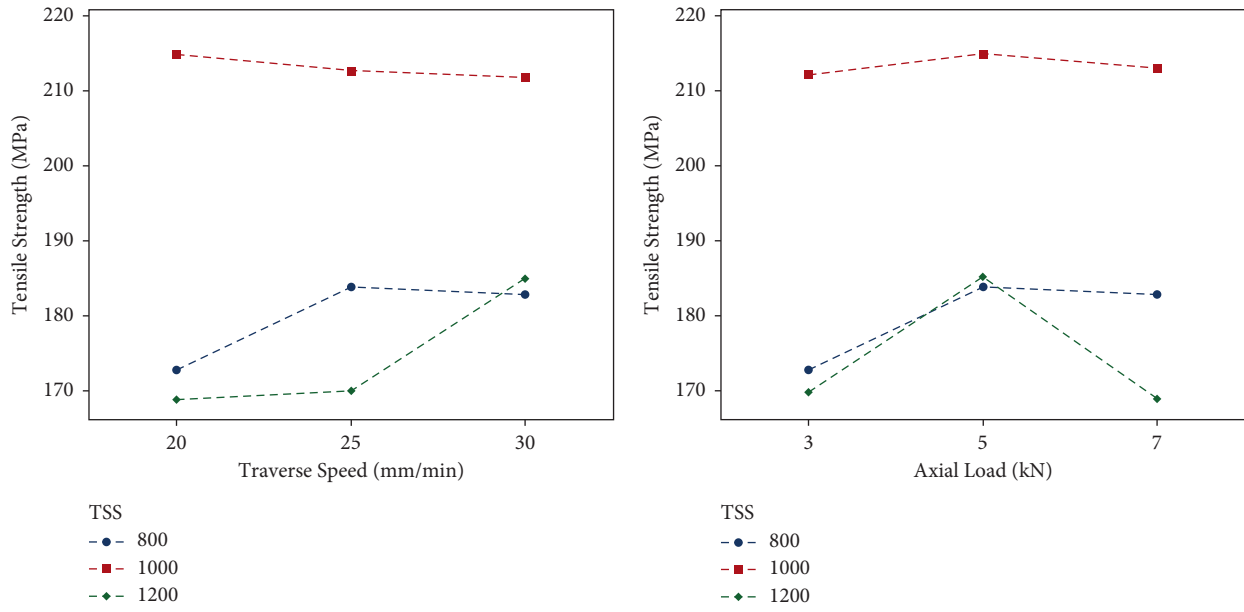 220
210
200
190
180
170
Tensile Strength (MPa)
20 25 30
Traverse Speed (mm/min)
TSS
800
1000
1200
220
210
200
190
180
170
Tensile Strength (MPa)
3 5 7
Axial Load (kN)
TSS
800
1000
1200